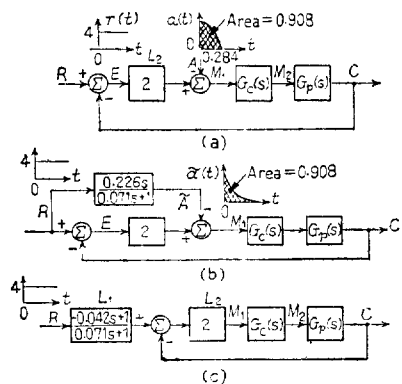 r(t) a(t) Area=0.908
4
0 t 0 0.284 t
R + Σ E L₂ 2 + Σ A - M₁ Gc(s) M₂ Gp(s) C
-
(a)
4
0 t
0.226s
0.071s+1
ã(t) Area=0.908
0 t
R + Σ E 2 + Σ Ã - M₁ Gc(s) Gp(s) C
-
(b)
4
0 t
L₁ L₂ M₁ M₂ C
R -0.042s+1
0.071s+1 + Σ 2 Gc(s) Gp(s)
-
(c)